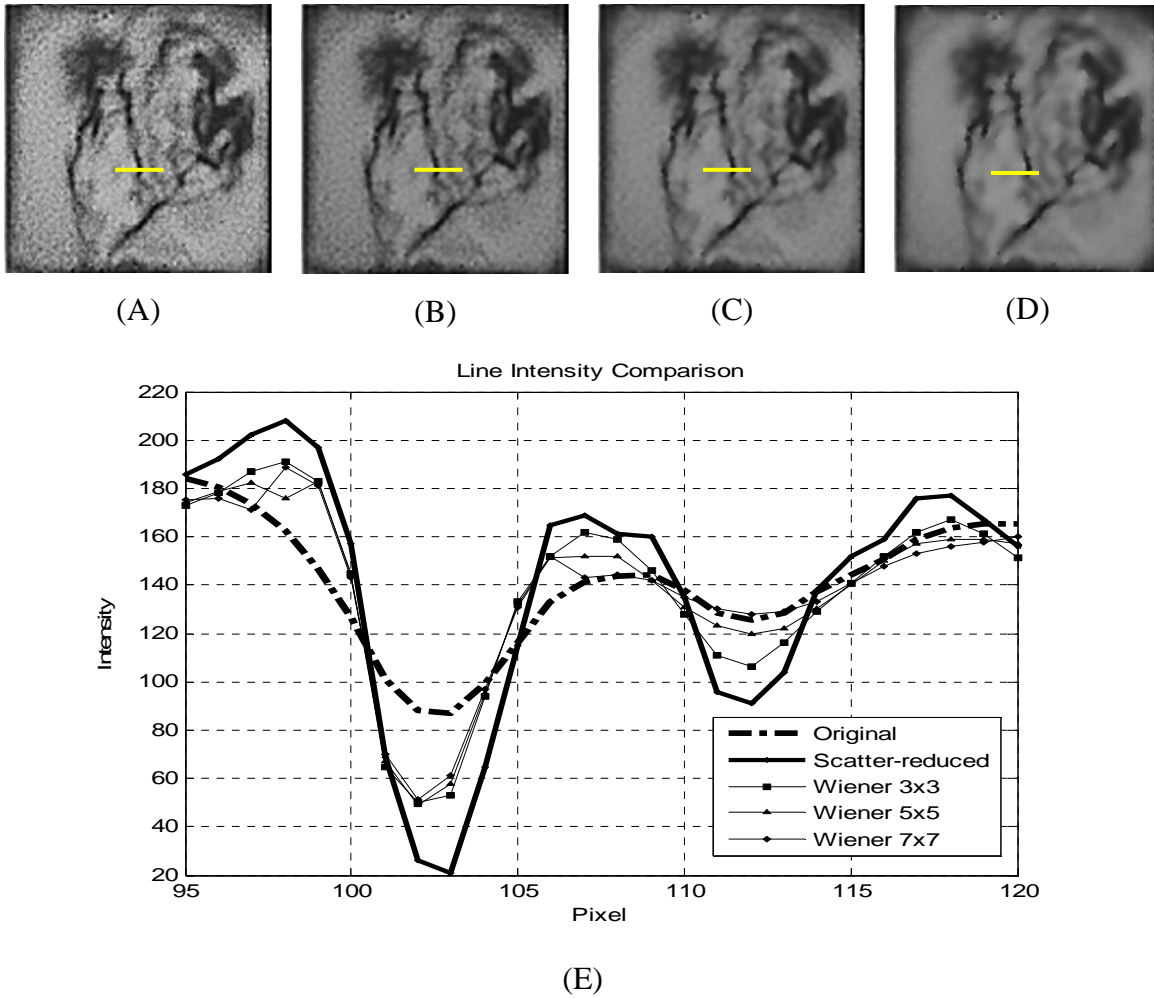 (A) (B) (C) (D)
Line Intensity Comparison
220
200
180
160
140
120
100
80
60
40
20
Intensity
95 100 105 110 115 120
Pixel
Original
Scatter-reduced
Wiener 3x3
Wiener 5x5
Wiener 7x7
(E)